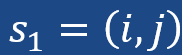 s₁ = (i, j)